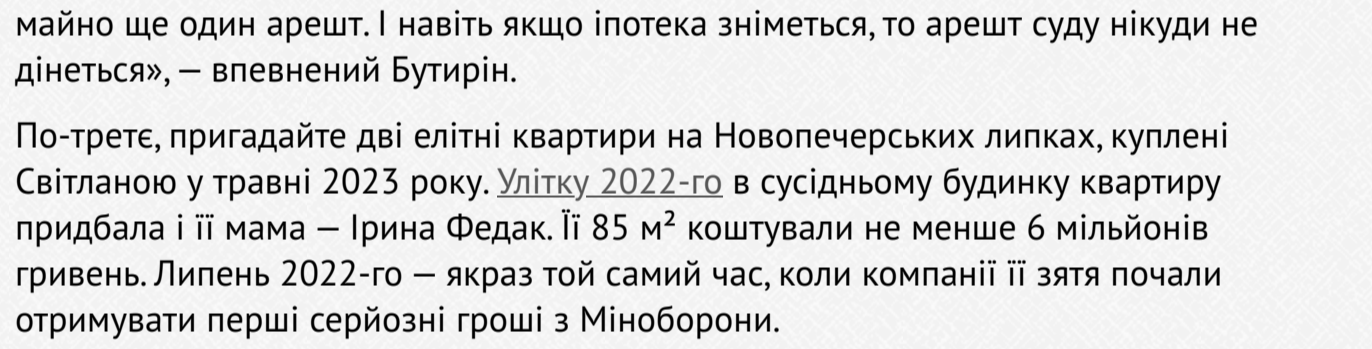 майно ще один арешт. І навіть якщо іпотека зніметься, то арешт суду нікуди не
дінеться», — впевнений Бутирін.
По-третє, пригадайте дві елітні квартири на Новопечерських липках, куплені
Світланою у травні 2023 року. Улітку 2022-го в сусідньому будинку квартиру
придбала і її мама — Ірина Федак. Її 85 м² коштували не менше 6 мільйонів
гривень. Липень 2022-го — якраз той самий час, коли компанії її зятя почали
отримувати перші серйозні гроші з Міноборони.